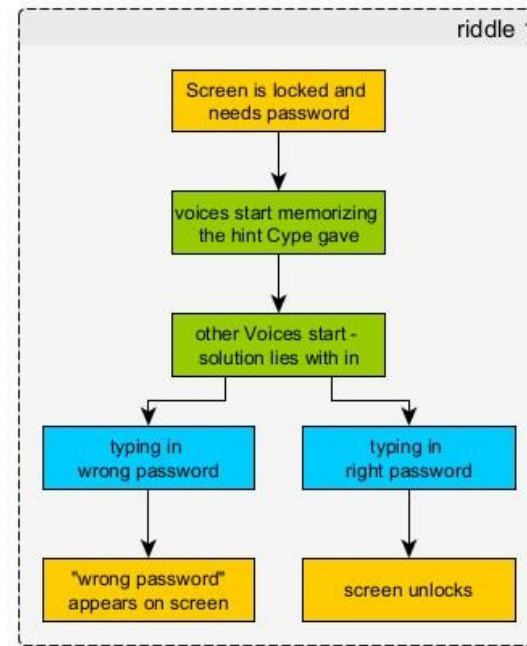 riddle 1
Screen is locked and
needs password
voices start memorizing
the hint Cype gave
other Voices start -
solution lies with in
typing in
wrong password
typing in
right password
"wrong password"
appears on screen
screen unlocks